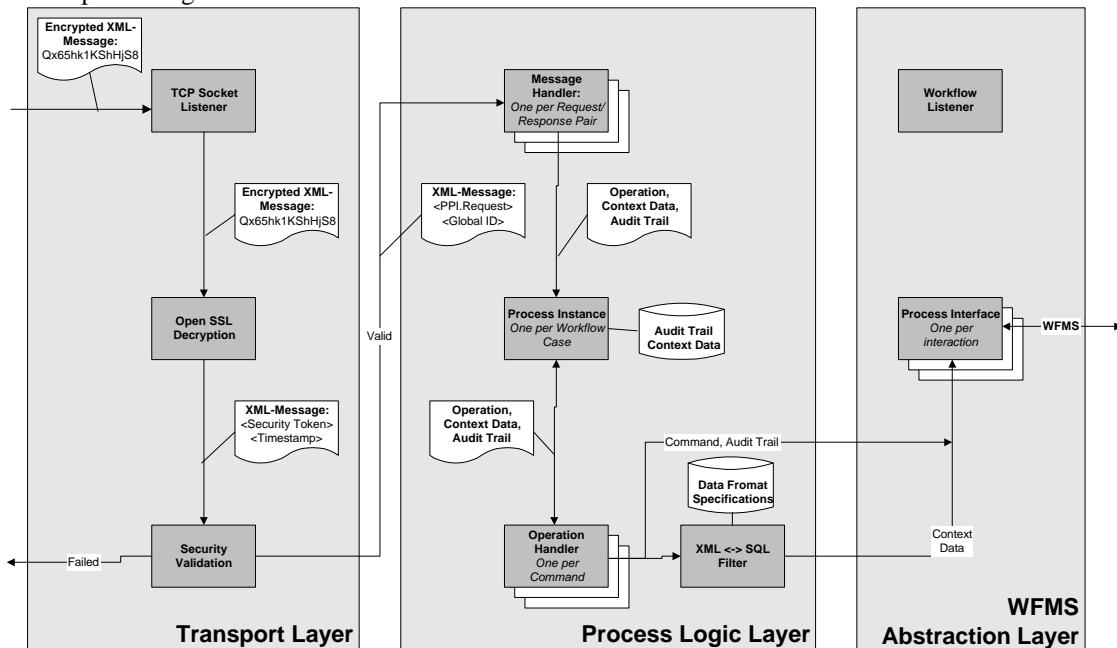 Encrypted XML-
Message:
Qx65hk1KShHjS8
TCP Socket
Listener
Encrypted XML-
Message:
Qx65hk1KShHjS8
Open SSL
Decryption
XML-Message:
<Security Token>
<Timestamp>
Security
Validation
Failed
Transport Layer
Valid
Message
Handler:
One per Request/
Response Pair
XML-Message:
<PPI.Request>
<Global ID>
Operation,
Context Data,
Audit Trail
Process Instance
One per Workflow
Case
Audit Trail
Context Data
Operation,
Context Data,
Audit Trail
Command, Audit Trail
Data Fromat
Specifications
Operation
Handler
One per
Command
XML <-> SQL
Filter
Process Logic Layer
Workflow
Listener
Process Interface
One per
interaction
WFMS
Context
Data
WFMS
Abstraction Layer